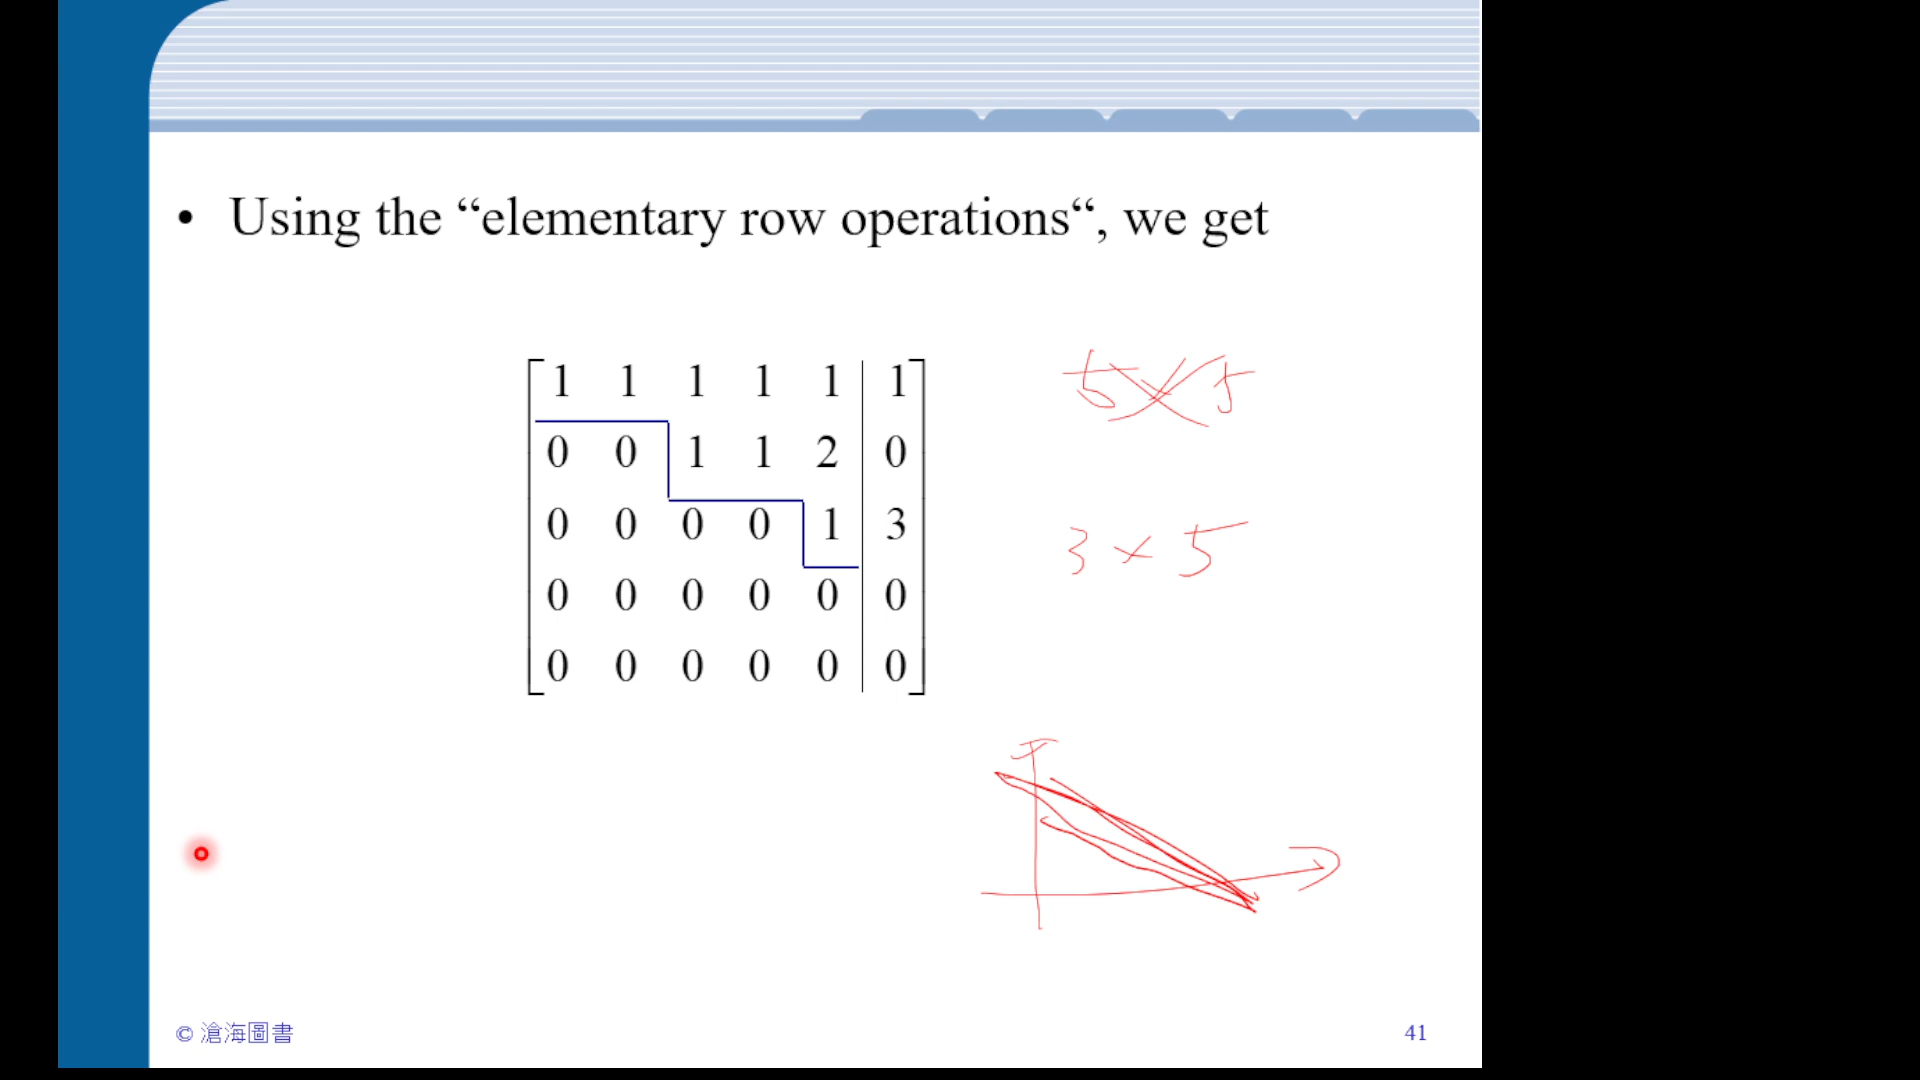 • Using the “elementary row operations“, we get
1 1 1 1 1 1
0 0 1 1 2 0
0 0 0 0 1 3
0 0 0 0 0 0
0 0 0 0 0 0
5 × 5
3 × 5
© 滄海圖書
41